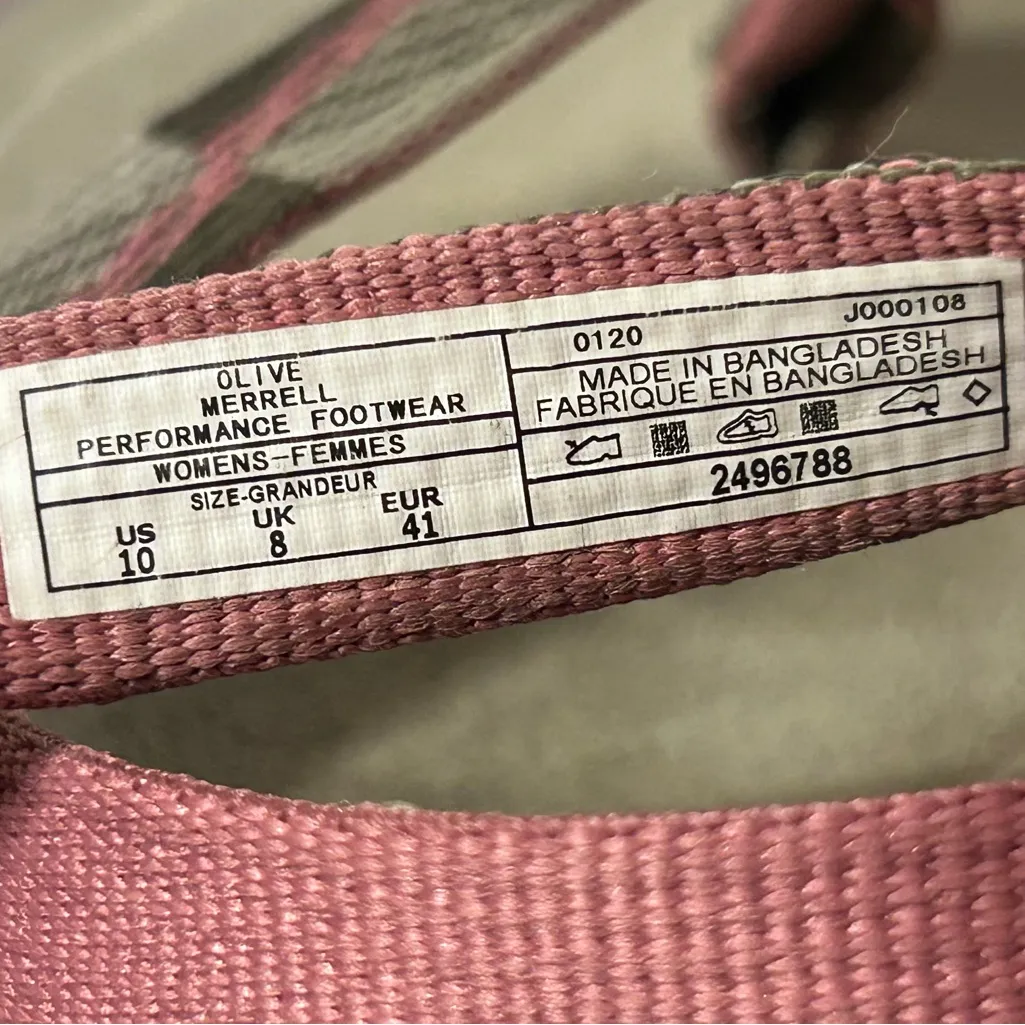 OLIVE
MERRELL
PERFORMANCE FOOTWEAR
WOMENS-FEMMES
SIZE-GRANDEUR
US UK EUR
10 8 41
0120 J000108
MADE IN BANGLADESH
FABRIQUE EN BANGLADESH
2496788